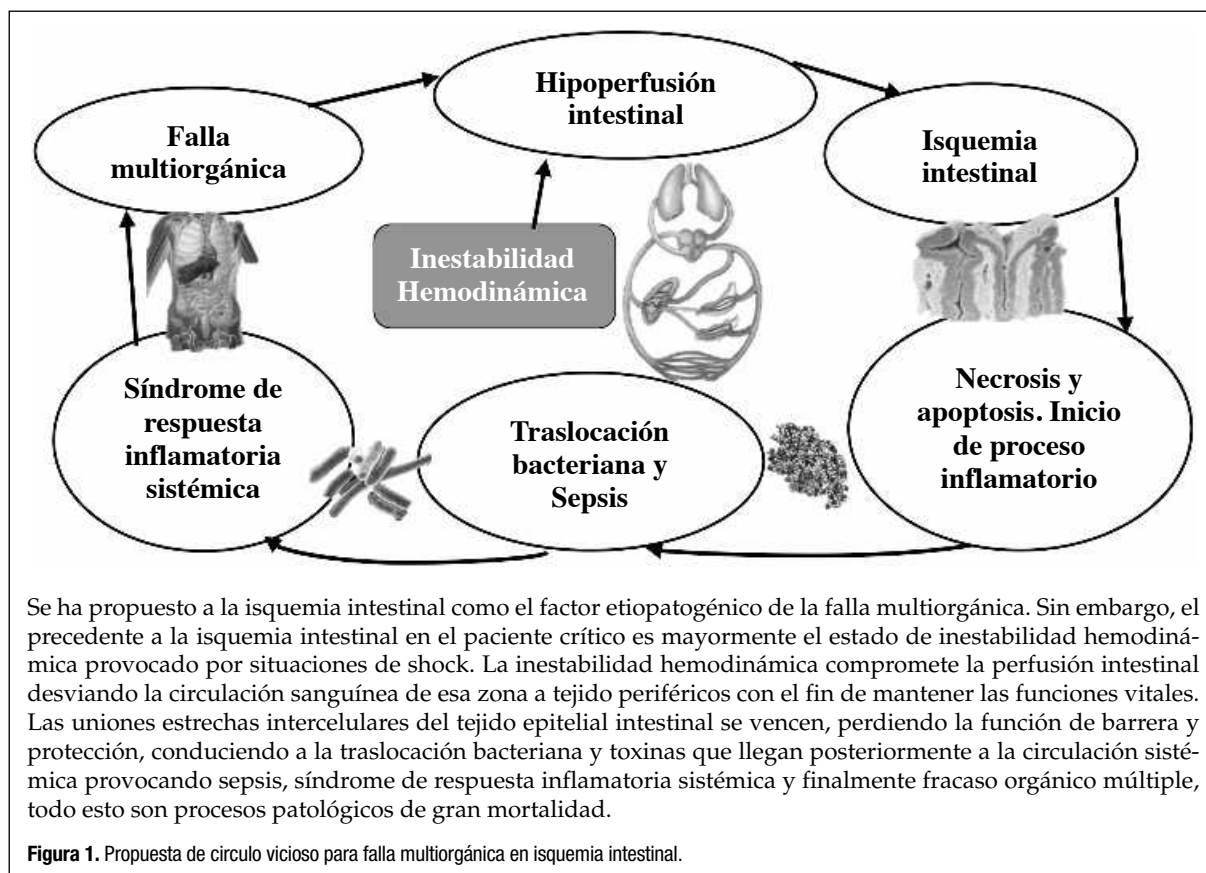 Hipoperfusión
intestinal
Falla
multiorgánica
Isquemia
intestinal
Inestabilidad
Hemodinámica
Síndrome de
respuesta
inflamatoria
sistémica
Traslocación
bacteriana y
Sepsis
Necrosis y
apoptosis. Inicio
de proceso
inflamatorio
Se ha propuesto a la isquemia intestinal como el factor etiopatogénico de la falla multiorgánica. Sin embargo, el
precedente a la isquemia intestinal en el paciente crítico es mayormente el estado de inestabilidad hemodiná-
mica provocado por situaciones de shock. La inestabilidad hemodinámica compromete la perfusión intestinal
desviando la circulación sanguínea de esa zona a tejido periféricos con el fin de mantener las funciones vitales.
Las uniones estrechas intercelulares del tejido epitelial intestinal se vencen, perdiendo la función de barrera y
protección, conduciendo a la traslocación bacteriana y toxinas que llegan posteriormente a la circulación sisté-
mica provocando sepsis, síndrome de respuesta inflamatoria sistémica y finalmente fracaso orgánico múltiple,
todo esto son procesos patológicos de gran mortalidad.
Figura 1. Propuesta de circulo vicioso para falla multiorgánica en isquemia intestinal.